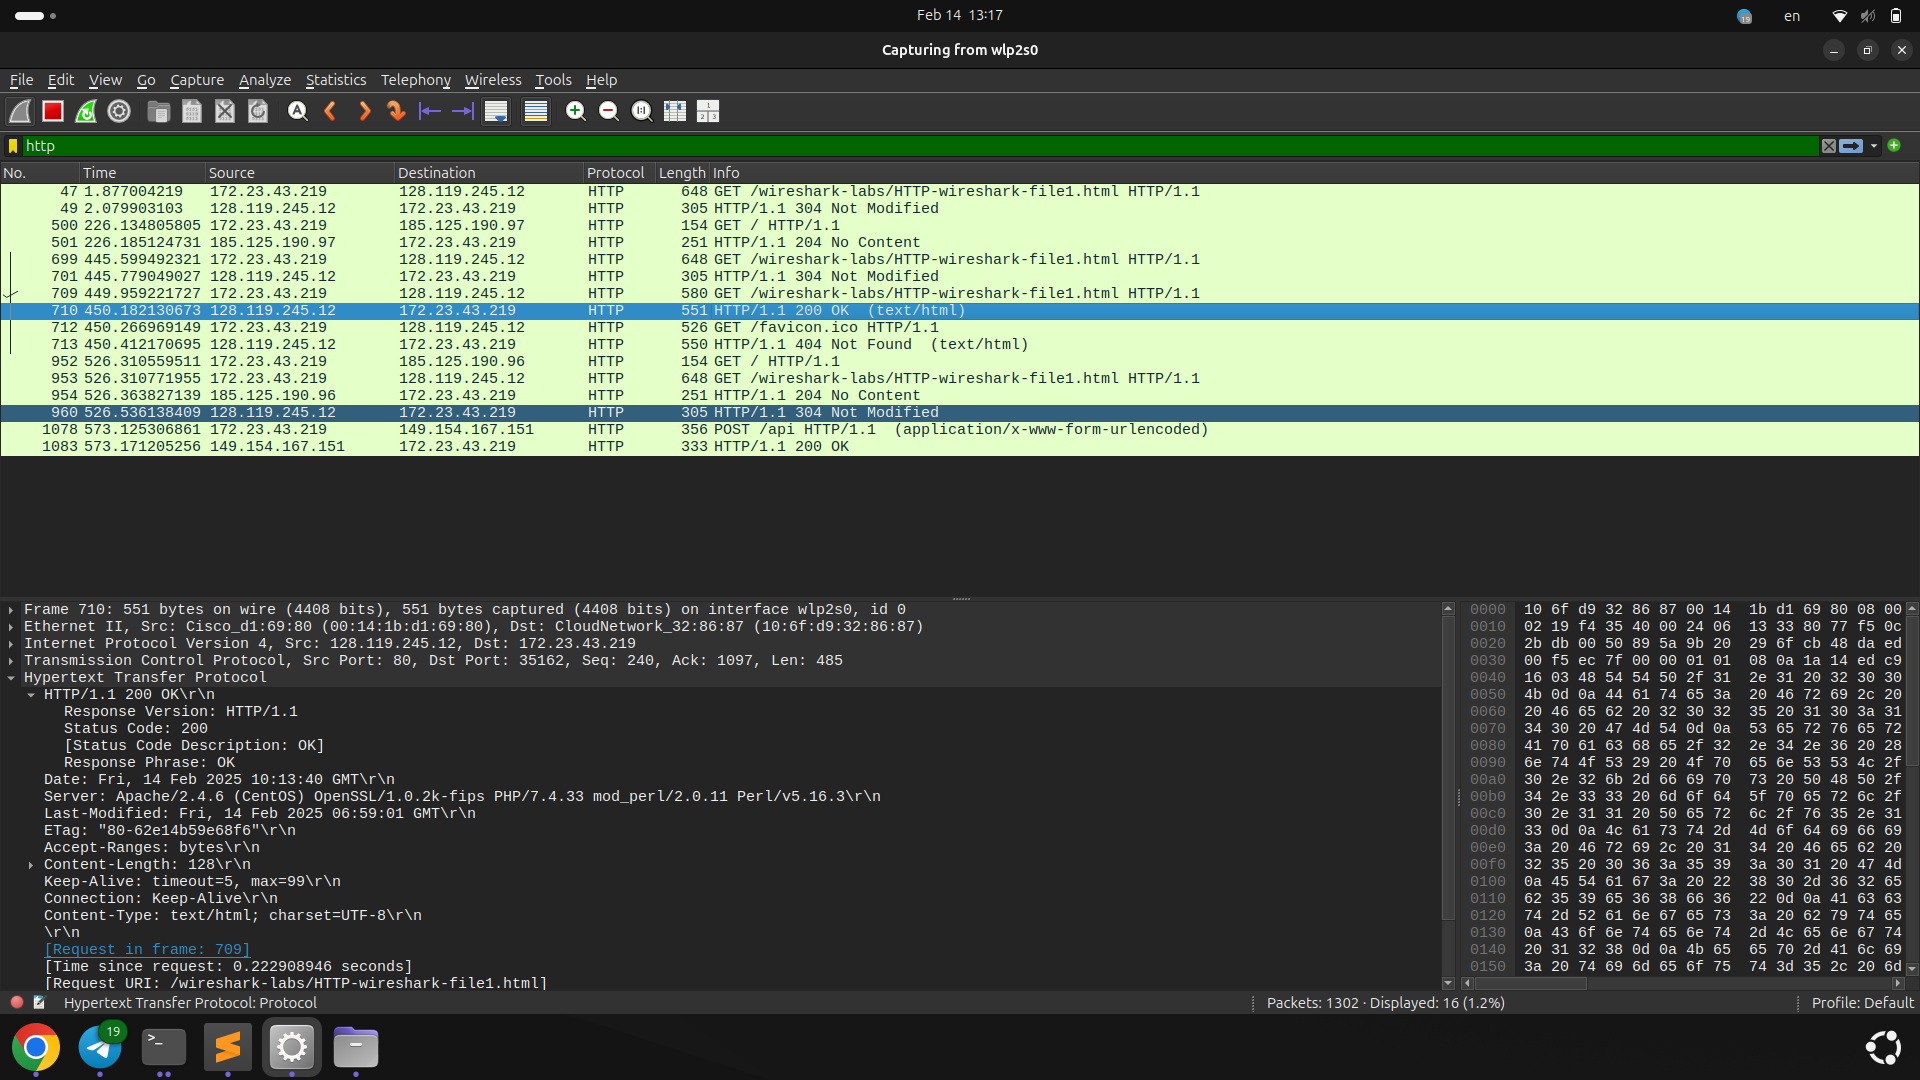 Feb 14 13:17
19
en
Capturing from wlp2s0
File Edit View Go Capture Analyze Statistics Telephony Wireless Tools Help
http
No. Time Source Destination Protocol Length Info
47 1.877004219 172.23.43.219 128.119.245.12 HTTP 648 GET /wireshark-labs/HTTP-wireshark-file1.html HTTP/1.1
49 2.079903103 128.119.245.12 172.23.43.219 HTTP 305 HTTP/1.1 304 Not Modified
500 226.134805805 172.23.43.219 185.125.190.97 HTTP 154 GET / HTTP/1.1
501 226.185124731 185.125.190.97 172.23.43.219 HTTP 251 HTTP/1.1 204 No Content
699 445.599492321 172.23.43.219 128.119.245.12 HTTP 648 GET /wireshark-labs/HTTP-wireshark-file1.html HTTP/1.1
701 445.779049027 128.119.245.12 172.23.43.219 HTTP 305 HTTP/1.1 304 Not Modified
709 449.959221727 172.23.43.219 128.119.245.12 HTTP 580 GET /wireshark-labs/HTTP-wireshark-file1.html HTTP/1.1
710 450.182130673 128.119.245.12 172.23.43.219 HTTP 551 HTTP/1.1 200 OK (text/html)
712 450.266969149 172.23.43.219 128.119.245.12 HTTP 526 GET /favicon.ico HTTP/1.1
713 450.412170695 128.119.245.12 172.23.43.219 HTTP 550 HTTP/1.1 404 Not Found (text/html)
952 526.310559511 172.23.43.219 185.125.190.96 HTTP 154 GET / HTTP/1.1
953 526.310771955 172.23.43.219 128.119.245.12 HTTP 648 GET /wireshark-labs/HTTP-wireshark-file1.html HTTP/1.1
954 526.363827139 185.125.190.96 172.23.43.219 HTTP 251 HTTP/1.1 204 No Content
960 526.536138409 128.119.245.12 172.23.43.219 HTTP 305 HTTP/1.1 304 Not Modified
1078 573.125306861 172.23.43.219 149.154.167.151 HTTP 356 POST /api HTTP/1.1 (application/x-www-form-urlencoded)
1083 573.171205256 149.154.167.151 172.23.43.219 HTTP 333 HTTP/1.1 200 OK
Frame 710: 551 bytes on wire (4408 bits), 551 bytes captured (4408 bits) on interface wlp2s0, id 0
Ethernet II, Src: Cisco_d1:69:80 (00:14:1b:d1:69:80), Dst: CloudNetwork_32:86:87 (10:6f:d9:32:86:87)
Internet Protocol Version 4, Src: 128.119.245.12, Dst: 172.23.43.219
Transmission Control Protocol, Src Port: 80, Dst Port: 35162, Seq: 240, Ack: 1097, Len: 485
Hypertext Transfer Protocol
HTTP/1.1 200 OK\r\n
Response Version: HTTP/1.1
Status Code: 200
[Status Code Description: OK]
Response Phrase: OK
Date: Fri, 14 Feb 2025 10:13:40 GMT\r\n
Server: Apache/2.4.6 (CentOS) OpenSSL/1.0.2k-fips PHP/7.4.33 mod_perl/2.0.11 Perl/v5.16.3\r\n
Last-Modified: Fri, 14 Feb 2025 06:59:01 GMT\r\n
ETag: "80-62e14b59e68f6"\r\n
Accept-Ranges: bytes\r\n
Content-Length: 128\r\n
Keep-Alive: timeout=5, max=99\r\n
Connection: Keep-Alive\r\n
Content-Type: text/html; charset=UTF-8\r\n
\r\n
[Request in frame: 709]
[Time since request: 0.222908946 seconds]
[Request URI: /wireshark-labs/HTTP-wireshark-file1.html]
0000 10 6f d9 32 86 87 00 14 1b d1 69 80 08 00
0010 02 19 f4 35 40 00 24 06 13 33 80 77 f5 0c
0020 2b db 00 50 89 5a 9b 20 29 6f cb 48 da ed
0030 00 f5 ec 7f 00 00 01 01 08 0a 1a 14 ed c9
0040 16 03 48 54 54 50 2f 31 2e 31 20 32 30 30
0050 4b 0d 0a 44 61 74 65 3a 20 46 72 69 2c 20
0060 20 46 65 62 20 32 30 32 35 20 31 30 3a 31
0070 34 30 20 47 4d 54 0d 0a 53 65 72 76 65 72
0080 41 70 61 63 68 65 2f 32 2e 34 2e 36 20 28
0090 6e 74 4f 53 29 20 4f 70 65 6e 53 53 4c 2f
00a0 30 2e 32 6b 2d 66 69 70 73 20 50 48 50 2f
00b0 34 2e 33 33 20 6d 6f 64 5f 70 65 72 6c 2f
00c0 30 2e 31 31 20 50 65 72 6c 2f 76 35 2e 31
00d0 33 0d 0a 4c 61 73 74 2d 4d 6f 64 69 66 69
00e0 3a 20 46 72 69 2c 20 31 34 20 46 65 62 20
00f0 32 35 20 30 36 3a 35 39 3a 30 31 20 47 4d
0100 0a 45 54 61 67 3a 20 22 38 30 2d 36 32 65
0110 62 35 39 65 36 38 66 36 22 0d 0a 41 63 63
0120 74 2d 52 61 6e 67 65 73 3a 20 62 79 74 65
0130 0a 43 6f 6e 74 65 6e 74 2d 4c 65 6e 67 74
0140 20 31 32 38 0d 0a 4b 65 65 70 2d 41 6c 69
0150 3a 20 74 69 6d 65 6f 75 74 3d 35 2c 20 6d
Hypertext Transfer Protocol: Protocol
Packets: 1302 · Displayed: 16 (1.2%)
Profile: Default
19